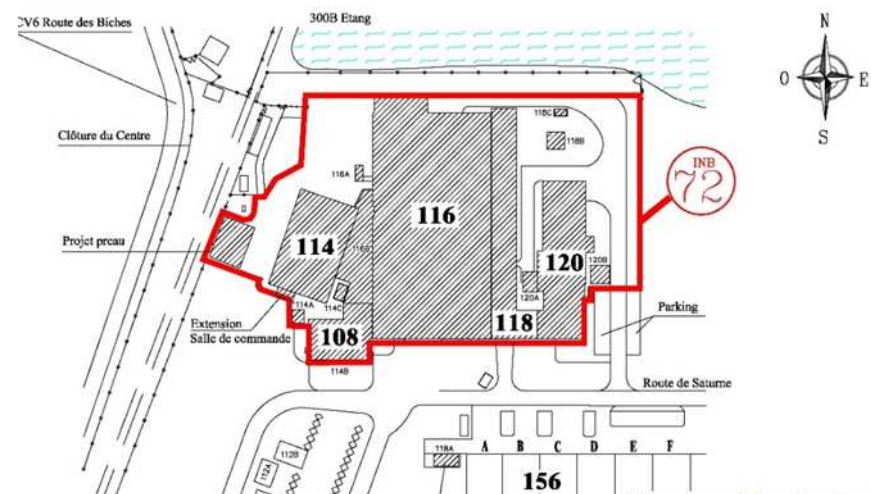 CV6 Route des Biches
300B Etang
N
O
E
S
Clôture du Centre
118C
118B
INB
72
116A
116
114
116B
Projet preau
120
120B
120A
114A
114C
Parking
Extension
Salle de commande
108
118
114B
Route de Saturne
A B C D E F
118A
112B
112A
156